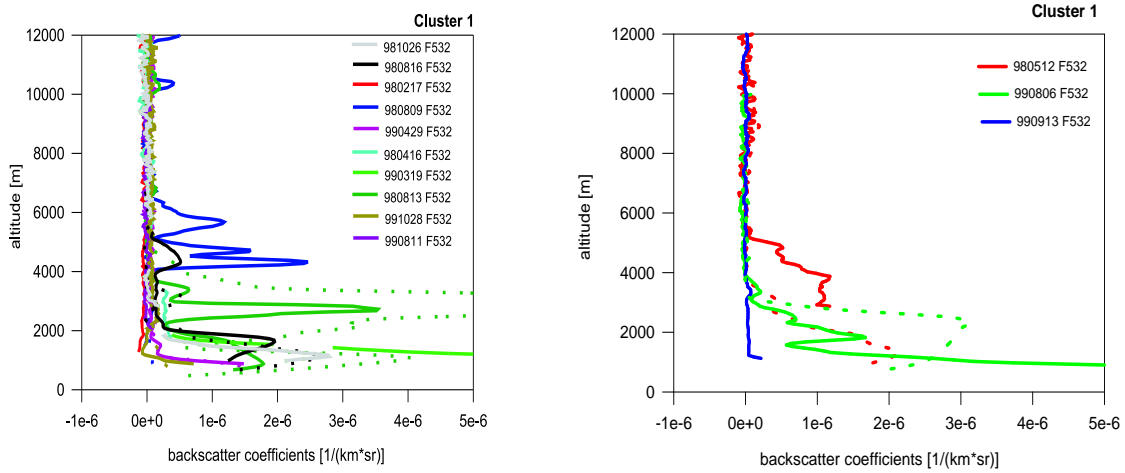 Cluster 1
12000
10000
8000
6000
4000
2000
0
altitude [m]
981026 F532
980816 F532
980217 F532
980809 F532
990429 F532
980416 F532
990319 F532
980813 F532
991028 F532
990811 F532
-1e-6 0e+0 1e-6 2e-6 3e-6 4e-6 5e-6
backscatter coefficients [1/(km*sr)]
Cluster 1
12000
10000
8000
6000
4000
2000
0
altitude [m]
980512 F532
990806 F532
990913 F532
-1e-6 0e+0 1e-6 2e-6 3e-6 4e-6 5e-6
backscatter coefficients [1/(km*sr)]